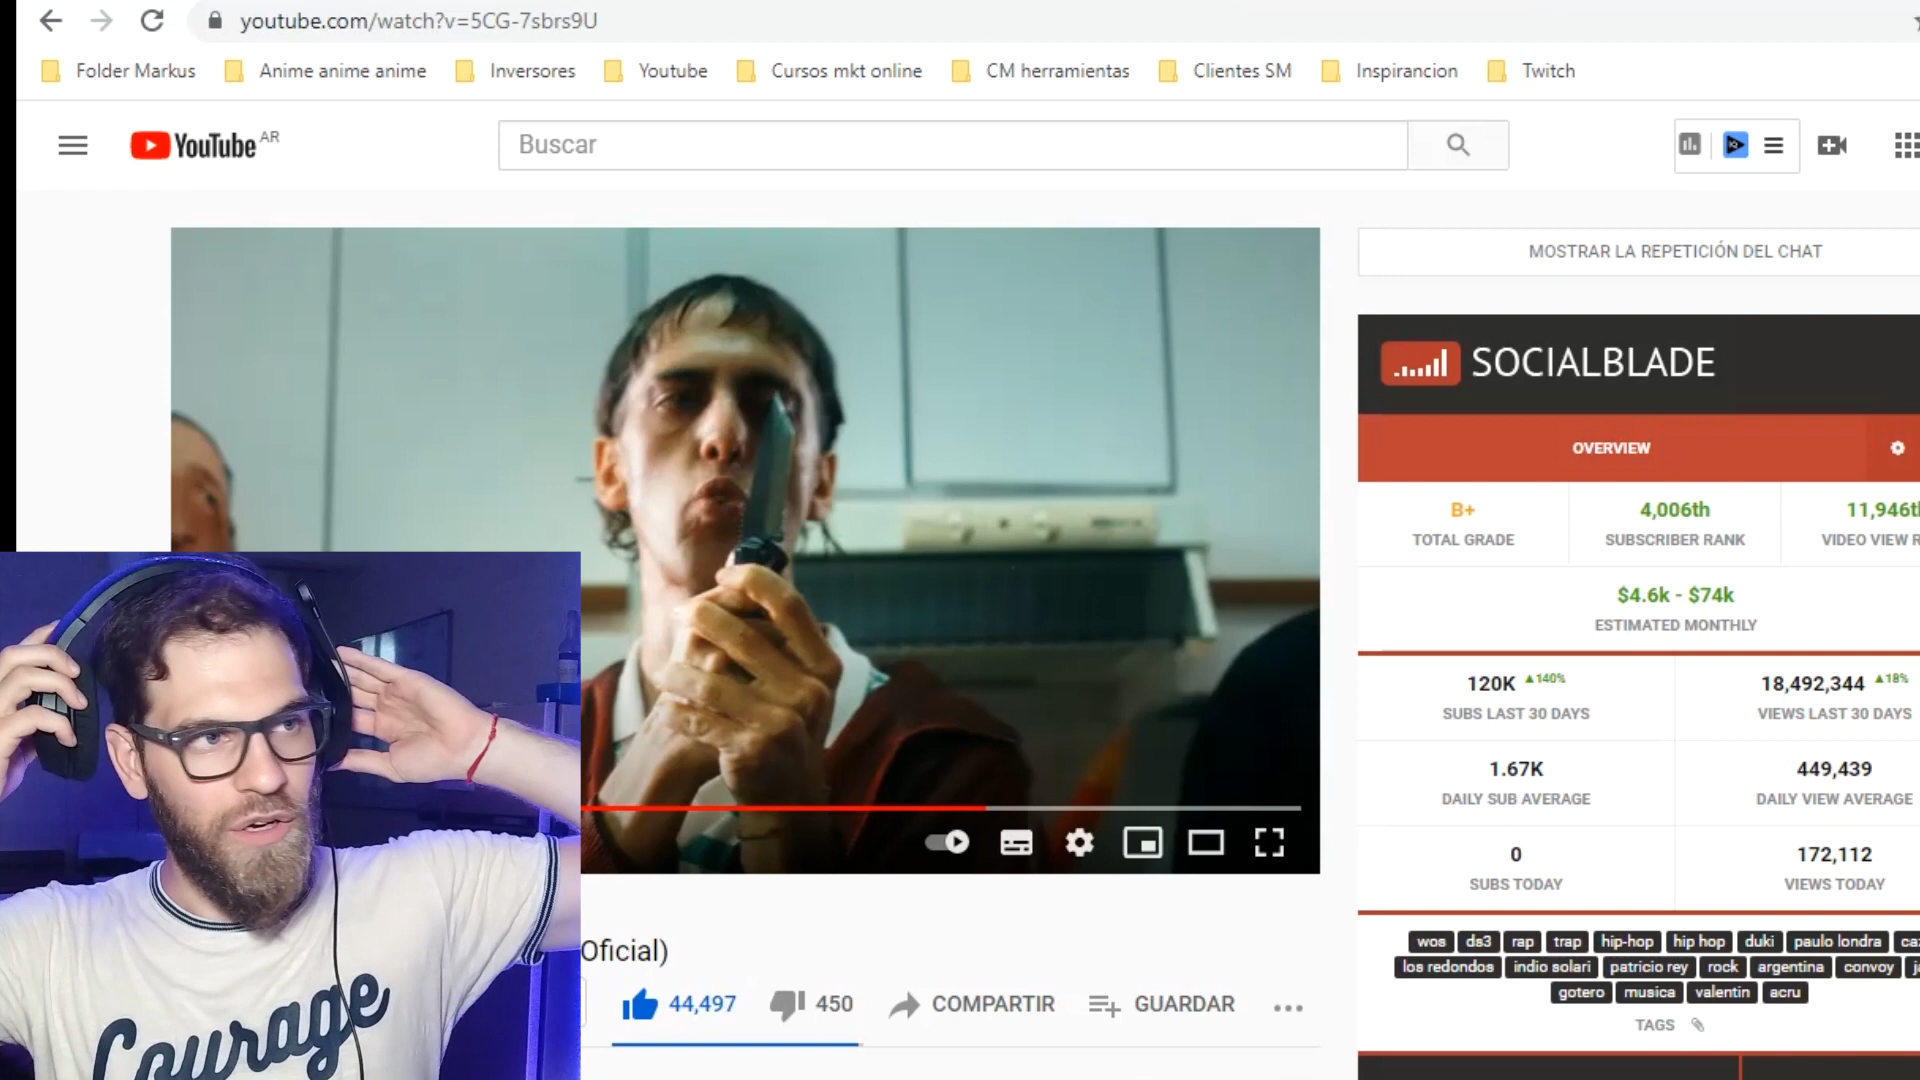 youtube.com/watch?v=5CG-7sbrs9U
Folder Markus Anime anime anime Inversores Youtube Cursos mkt online CM herramientas Clientes SM Inspirancion Twitch
YouTube AR Buscar
MOSTRAR LA REPETICIÓN DEL CHAT
SOCIALBLADE
OVERVIEW
B+ 4,006th 11,946t
TOTAL GRADE SUBSCRIBER RANK VIDEO VIEW R
$4.6k - $74k
ESTIMATED MONTHLY
120K ▲140% 18,492,344 ▲18%
SUBS LAST 30 DAYS VIEWS LAST 30 DAYS
1.67K 449,439
DAILY SUB AVERAGE DAILY VIEW AVERAGE
0 172,112
SUBS TODAY VIEWS TODAY
wos ds3 rap trap hip-hop hip hop duki paulo londra ca
los redondos indio solari patricio rey rock argentina convoy
gotero musica valentin acru
TAGS
Oficial)
44,497 450 COMPARTIR GUARDAR
Courage